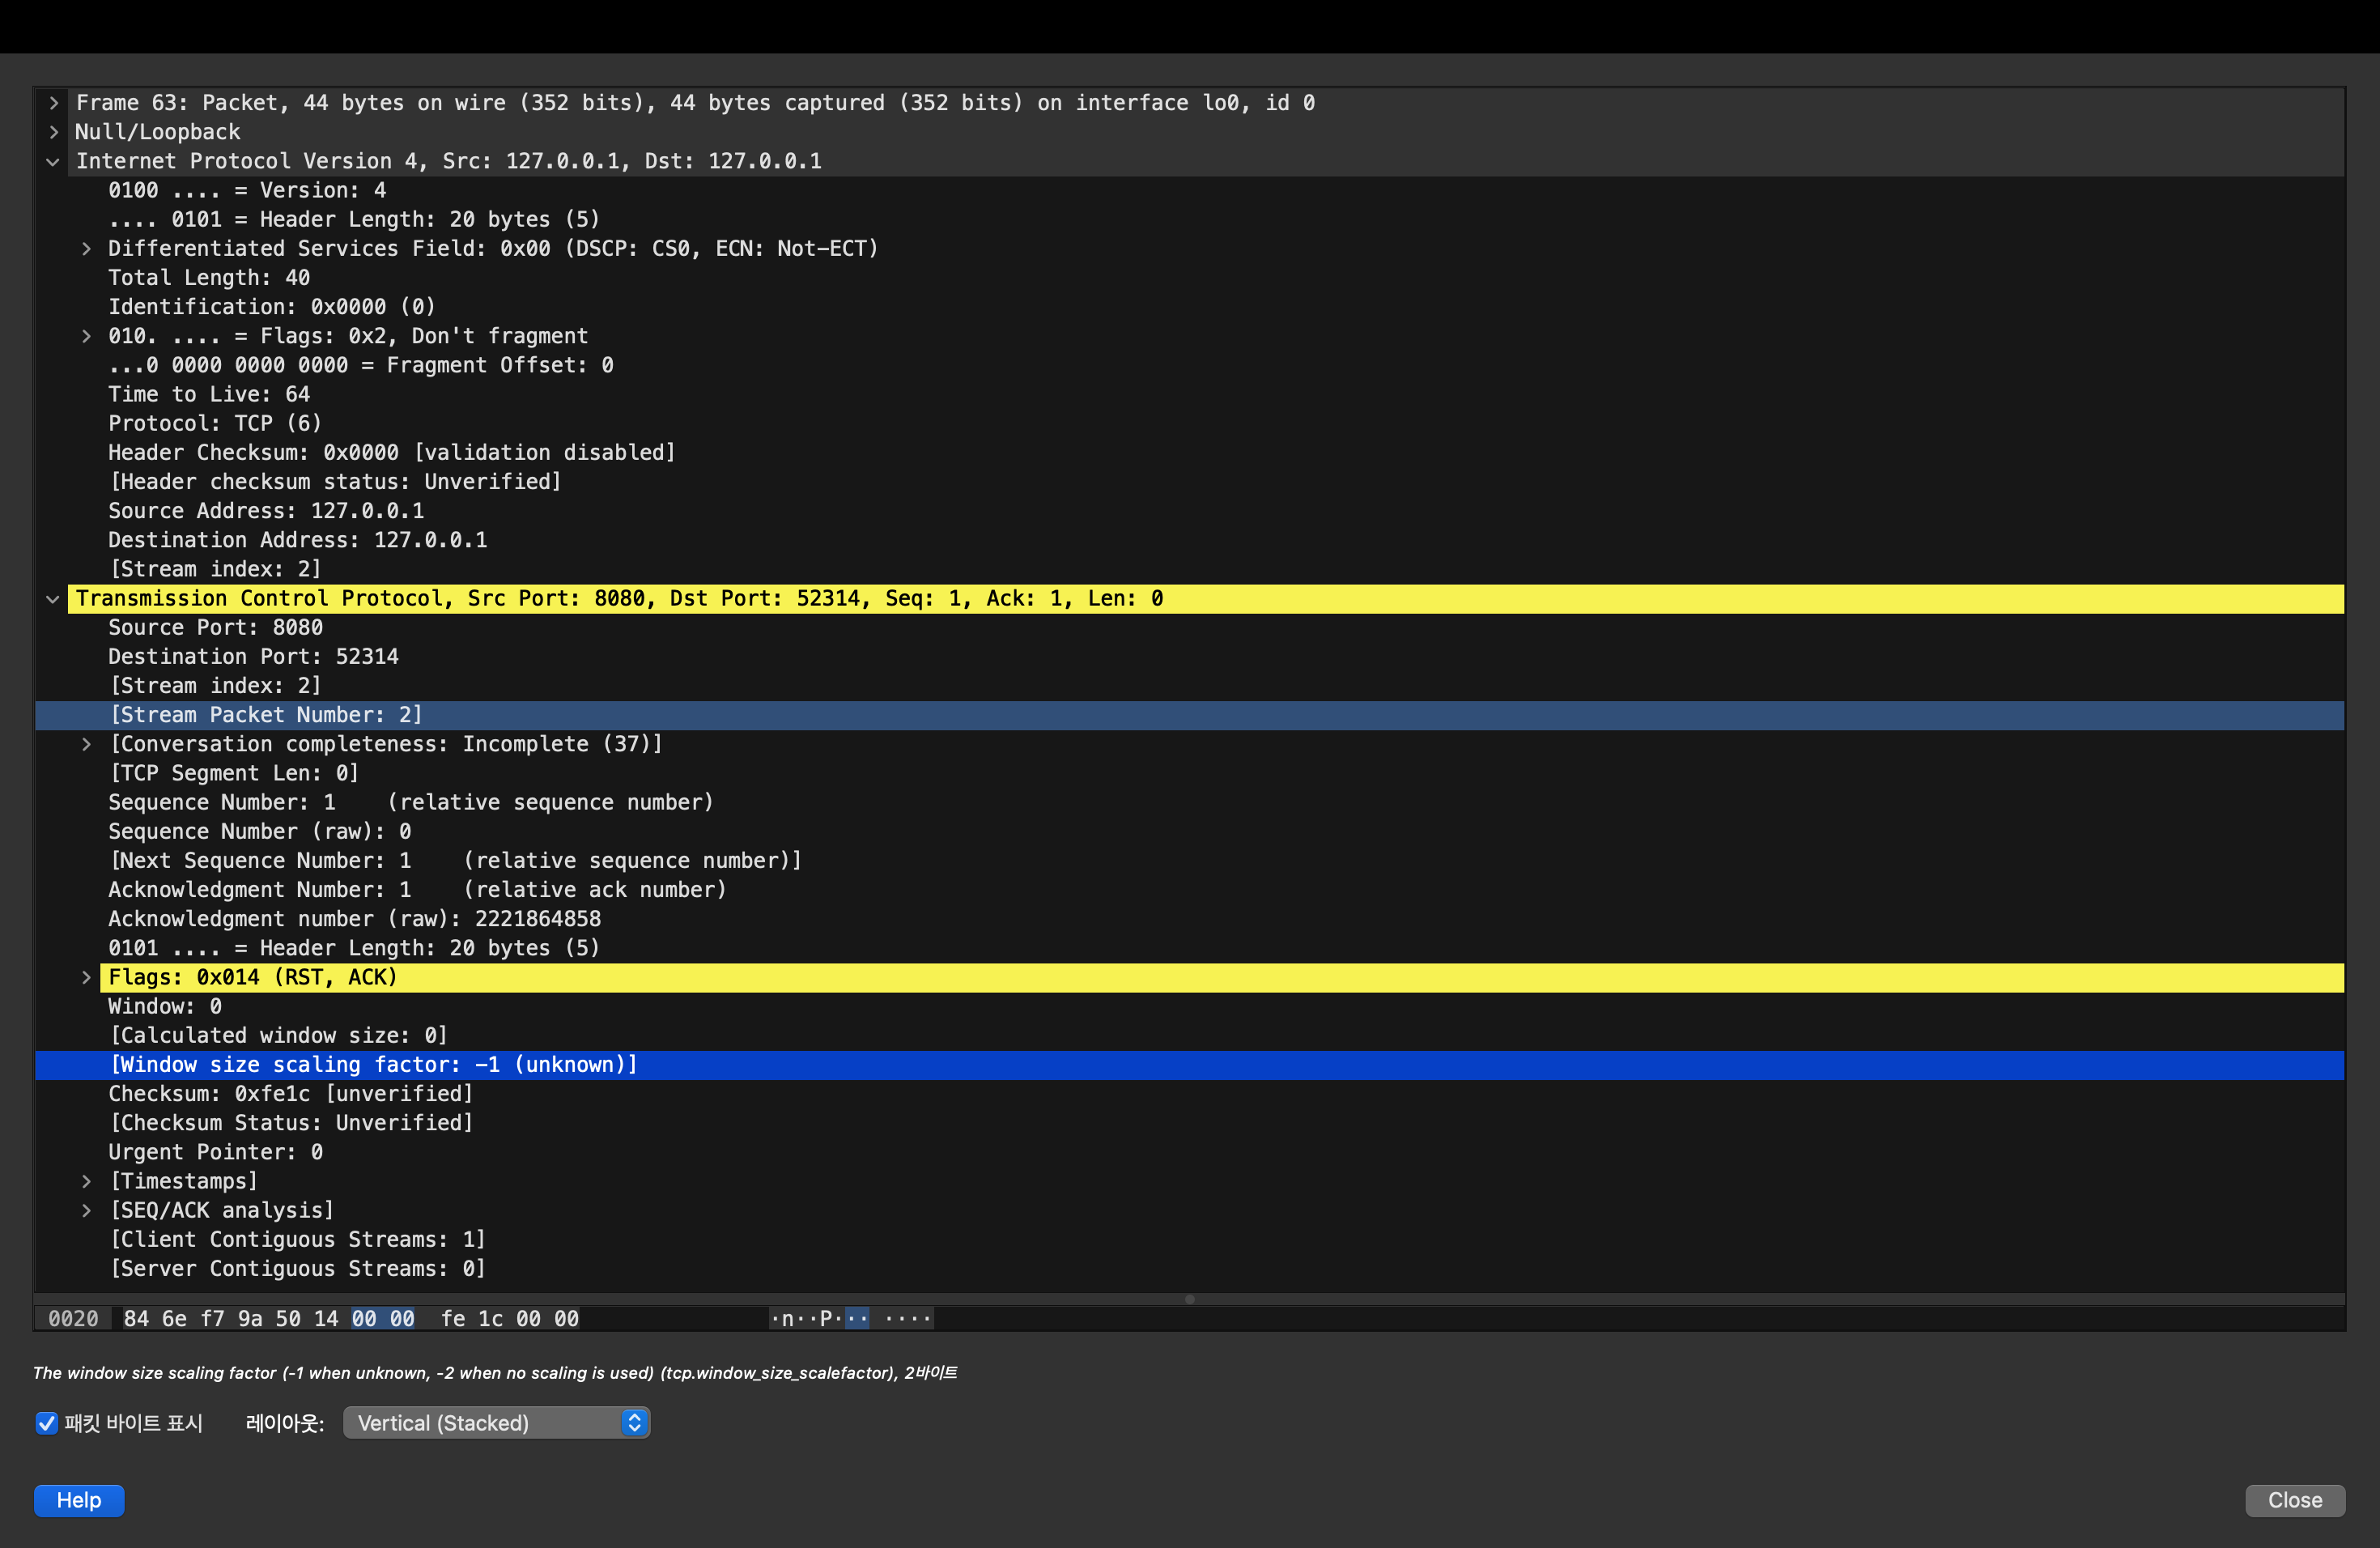 Frame 63: Packet, 44 bytes on wire (352 bits), 44 bytes captured (352 bits) on interface lo0, id 0
Null/Loopback
Internet Protocol Version 4, Src: 127.0.0.1, Dst: 127.0.0.1
0100 .... = Version: 4
.... 0101 = Header Length: 20 bytes (5)
Differentiated Services Field: 0x00 (DSCP: CS0, ECN: Not-ECT)
Total Length: 40
Identification: 0x0000 (0)
010. .... = Flags: 0x2, Don't fragment
...0 0000 0000 0000 = Fragment Offset: 0
Time to Live: 64
Protocol: TCP (6)
Header Checksum: 0x0000 [validation disabled]
[Header checksum status: Unverified]
Source Address: 127.0.0.1
Destination Address: 127.0.0.1
[Stream index: 2]
Transmission Control Protocol, Src Port: 8080, Dst Port: 52314, Seq: 1, Ack: 1, Len: 0
Source Port: 8080
Destination Port: 52314
[Stream index: 2]
[Stream Packet Number: 2]
[Conversation completeness: Incomplete (37)]
[TCP Segment Len: 0]
Sequence Number: 1    (relative sequence number)
Sequence Number (raw): 0
[Next Sequence Number: 1    (relative sequence number)]
Acknowledgment Number: 1    (relative ack number)
Acknowledgment number (raw): 2221864858
0101 .... = Header Length: 20 bytes (5)
Flags: 0x014 (RST, ACK)
Window: 0
[Calculated window size: 0]
[Window size scaling factor: -1 (unknown)]
Checksum: 0xfe1c [unverified]
[Checksum Status: Unverified]
Urgent Pointer: 0
[Timestamps]
[SEQ/ACK analysis]
[Client Contiguous Streams: 1]
[Server Contiguous Streams: 0]
0020 84 6e f7 9a 50 14 00 00 fe 1c 00 00 ·n··P··· ····
The window size scaling factor (-1 when unknown, -2 when no scaling is used) (tcp.window_size_scalefactor), 2바이트
패킷 바이트 표시 레이아웃: Vertical (Stacked)
Help Close